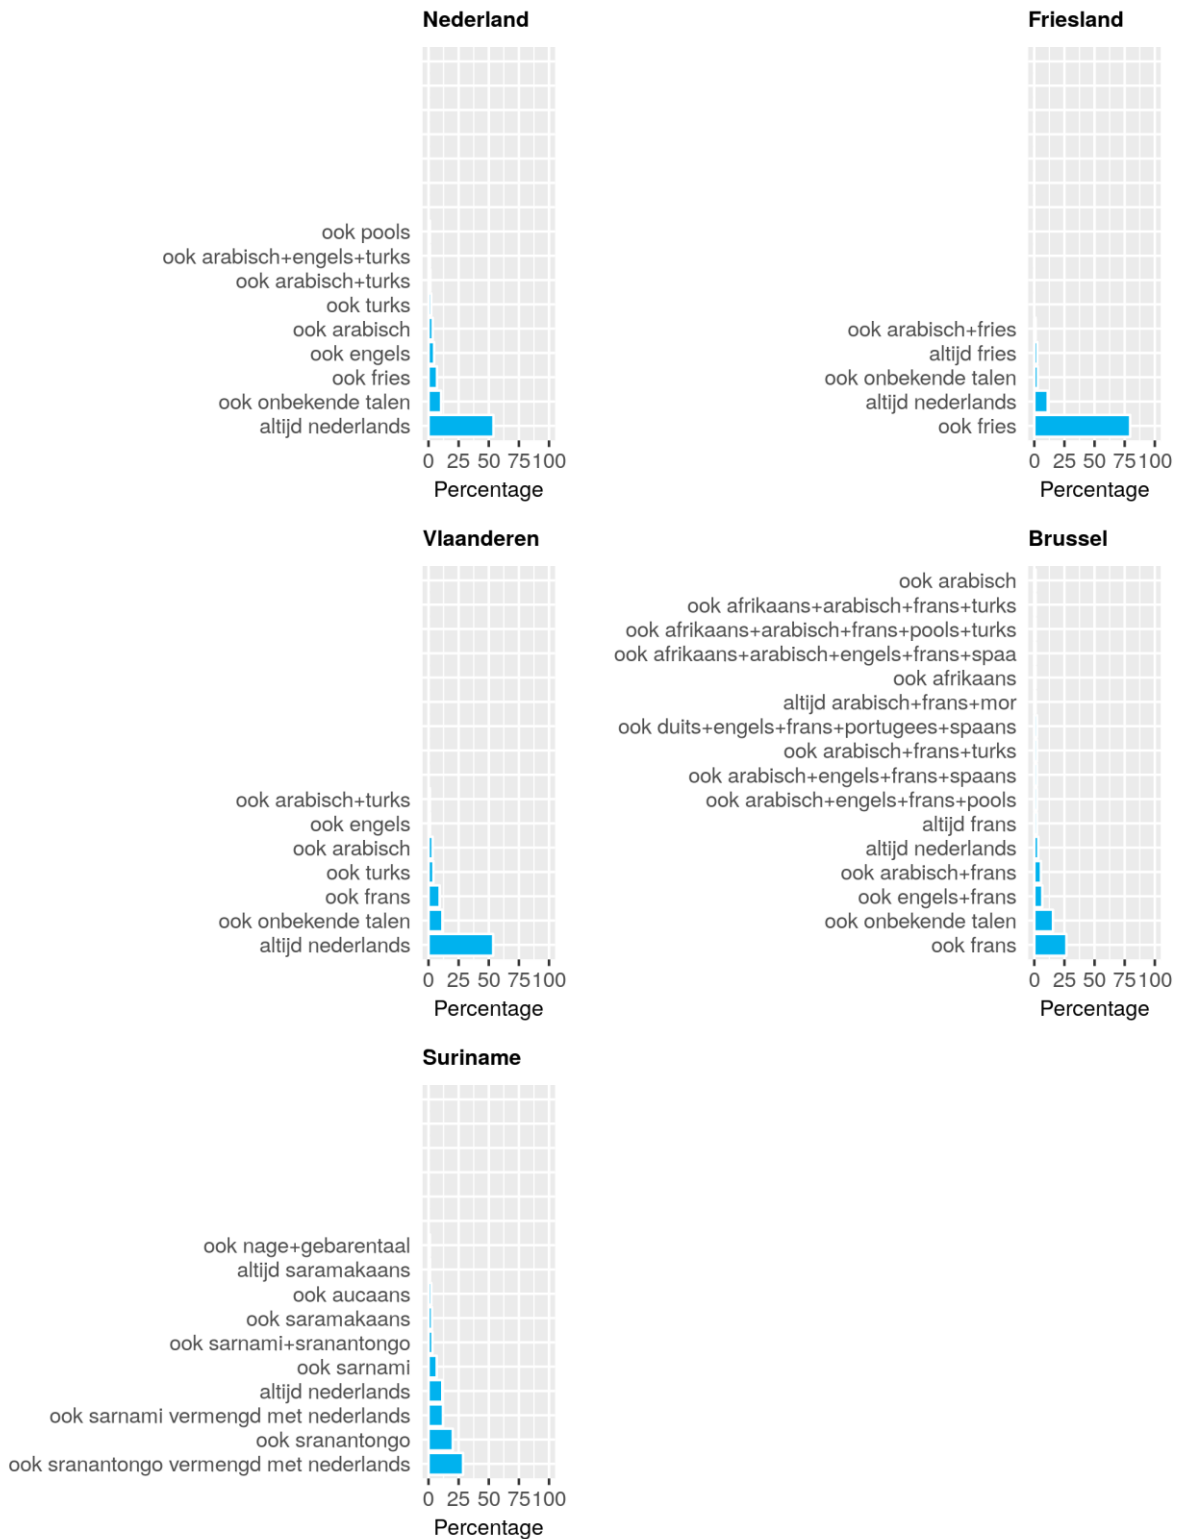 Nederland
ook pools
ook arabisch+engels+turks
ook arabisch+turks
ook turks
ook arabisch
ook engels
ook fries
ook onbekende talen
altijd nederlands
0 25 50 75 100
Percentage
Friesland
ook arabisch+fries
altijd fries
ook onbekende talen
altijd nederlands
ook fries
0 25 50 75 100
Percentage
Vlaanderen
ook arabisch+turks
ook engels
ook arabisch
ook turks
ook frans
ook onbekende talen
altijd nederlands
0 25 50 75 100
Percentage
Brussel
ook arabisch
ook afrikaans+arabisch+frans+turks
ook afrikaans+arabisch+frans+pools+turks
ook afrikaans+arabisch+engels+frans+spaa
ook afrikaans
altijd arabisch+frans+mor
ook duits+engels+frans+portugees+spaans
ook arabisch+frans+turks
ook arabisch+engels+frans+spaans
ook arabisch+engels+frans+pools
altijd frans
altijd nederlands
ook arabisch+frans
ook engels+frans
ook onbekende talen
ook frans
0 25 50 75 100
Percentage
Suriname
ook nage+gebarentaal
altijd saramakaans
ook aucaans
ook saramakaans
ook sarnami+sranantongo
ook sarnami
altijd nederlands
ook sarnami vermengd met nederlands
ook sranantongo
ook sranantongo vermengd met nederlands
0 25 50 75 100
Percentage